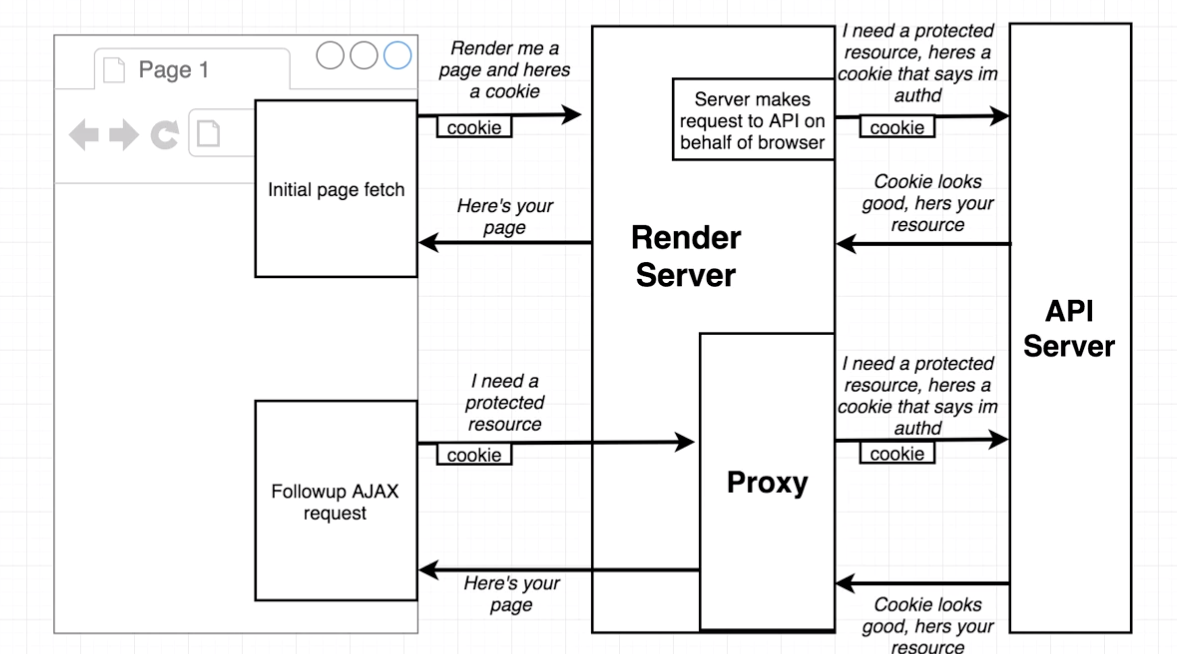 Page 1
Render me a
page and heres
a cookie
cookie
Initial page fetch
Here's your
page
Server makes
request to API on
behalf of browser
I need a protected
resource, heres a
cookie that says im
authd
cookie
Cookie looks
good, hers your
resource
Render
Server
API
Server
I need a
protected
resource
cookie
Followup AJAX
request
Here's your
page
Proxy
I need a protected
resource, heres a
cookie that says im
authd
cookie
Cookie looks
good, hers your
resource